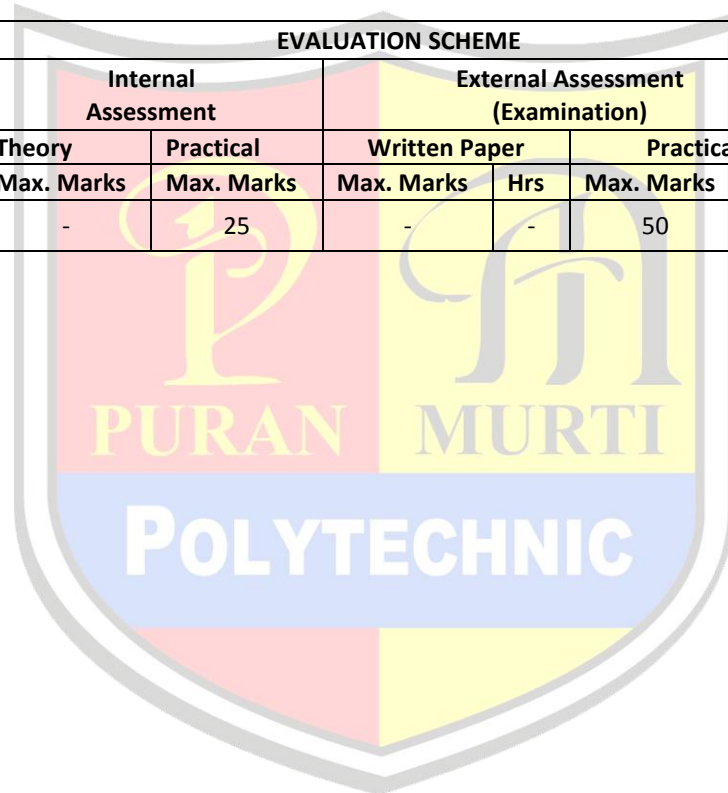 EVALUATION SCHEME
Internal Assessment External Assessment (Examination)
Theory Practical Written Paper Practica
Max. Marks Max. Marks Max. Marks Hrs Max. Marks
- 25 - - 50
P M
PURAN MURTI
POLYTECHNIC